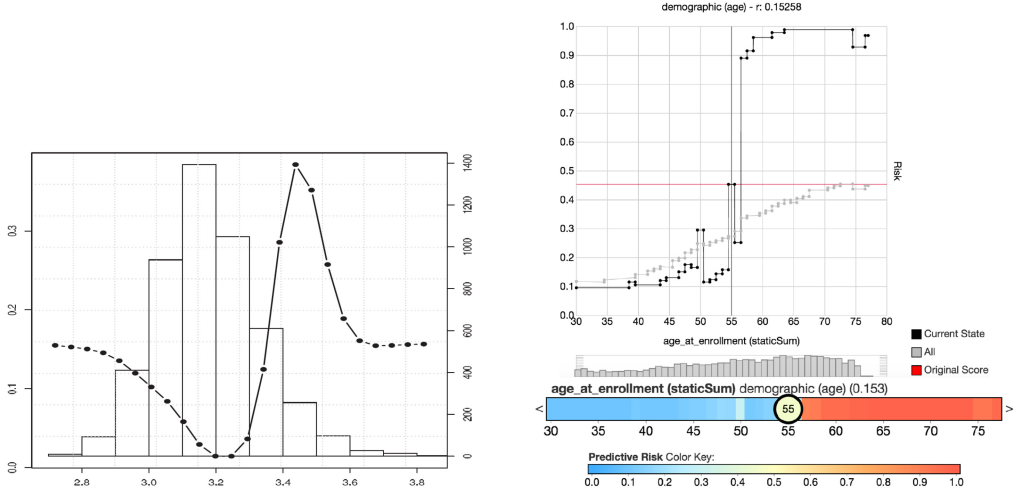 demographic (age) - r: 0.15258
1.0
0.9
0.8
0.7
0.6
0.5
0.4
0.3
0.2
0.1
0.0
Risk
30 35 40 45 50 55 60 65 70 75 80
age_at_enrollment (staticSum)
Current State
All
Original Score
0.3
0.2
0.1
0.0
1400
1200
1000
800
600
400
200
0
2.8 3.0 3.2 3.4 3.6 3.8
age_at_enrollment (staticSum) demographic (age) (0.153)
< 55 >
30 35 40 45 50 55 60 65 70 75
Predictive Risk Color Key:
0.0 0.1 0.2 0.3 0.4 0.5 0.6 0.7 0.8 0.9 1.0